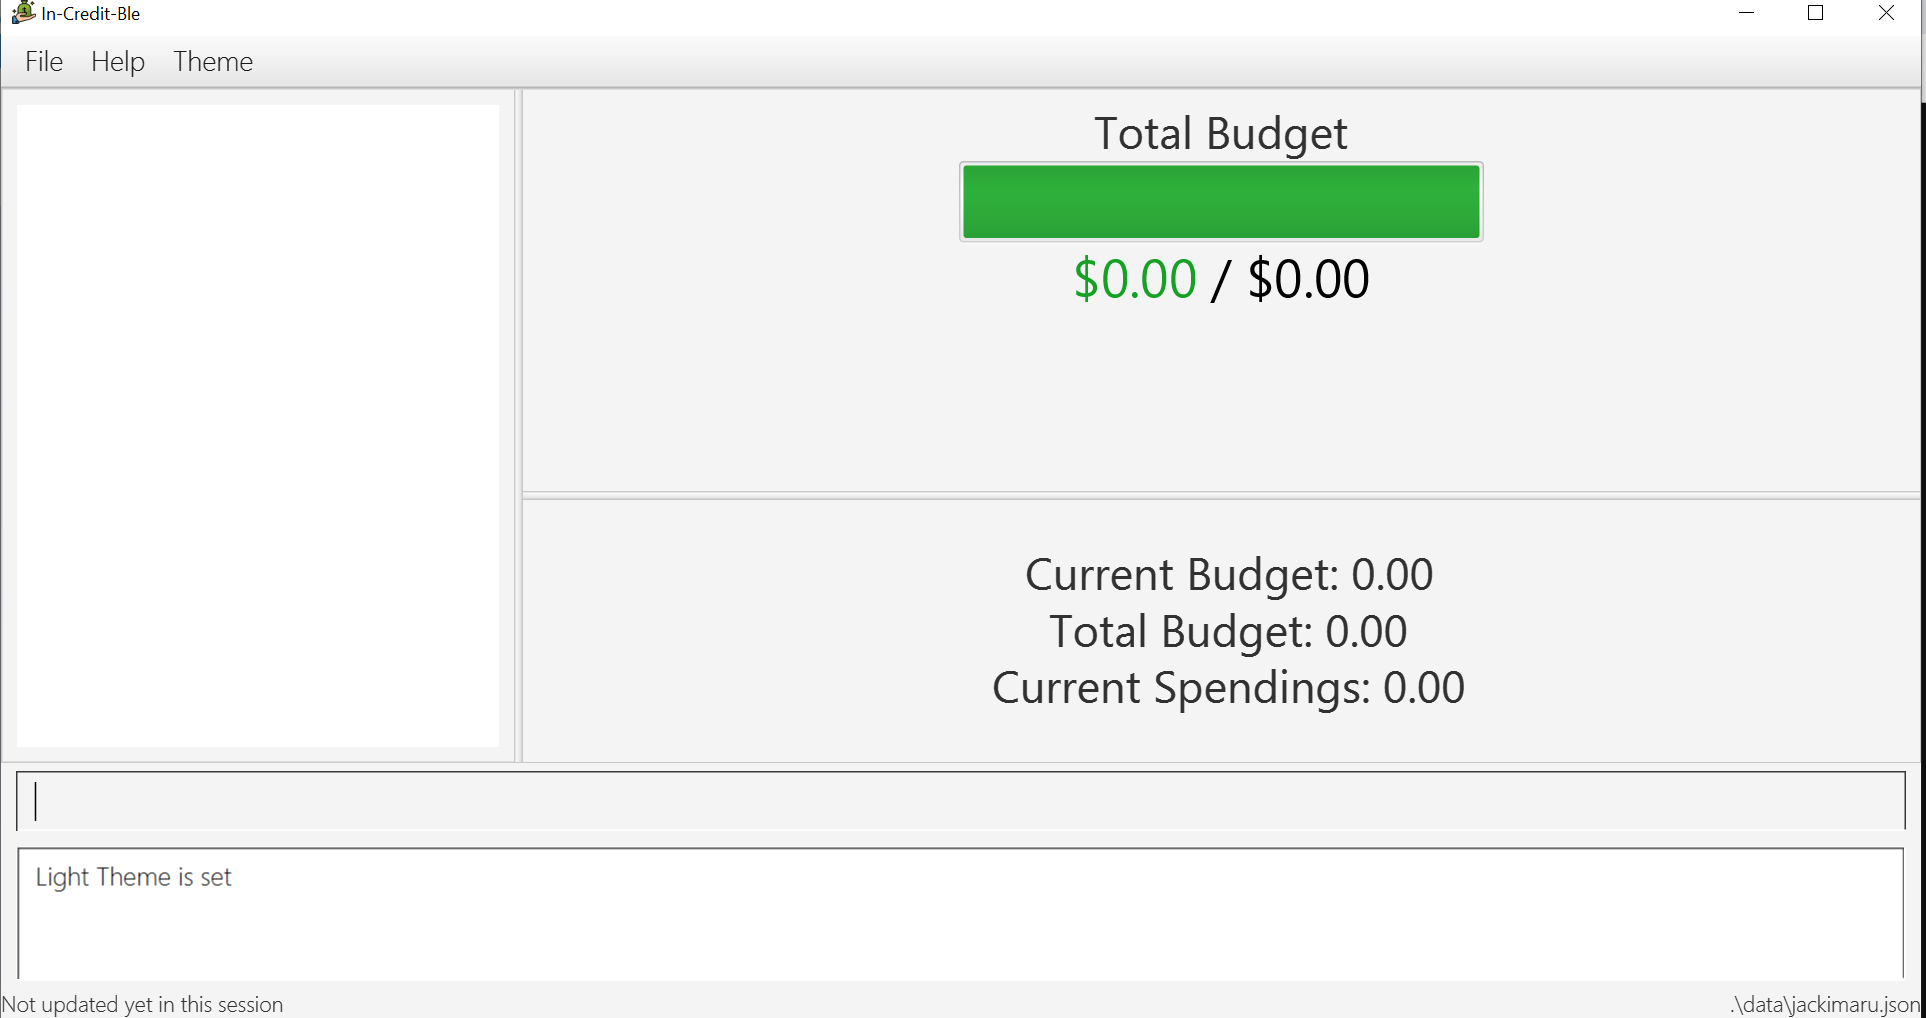 In-Credit-Ble
File Help Theme
Total Budget
$0.00 / $0.00
Current Budget: 0.00
Total Budget: 0.00
Current Spendings: 0.00
Light Theme is set
Not updated yet in this session
.\data\jackimaru.json